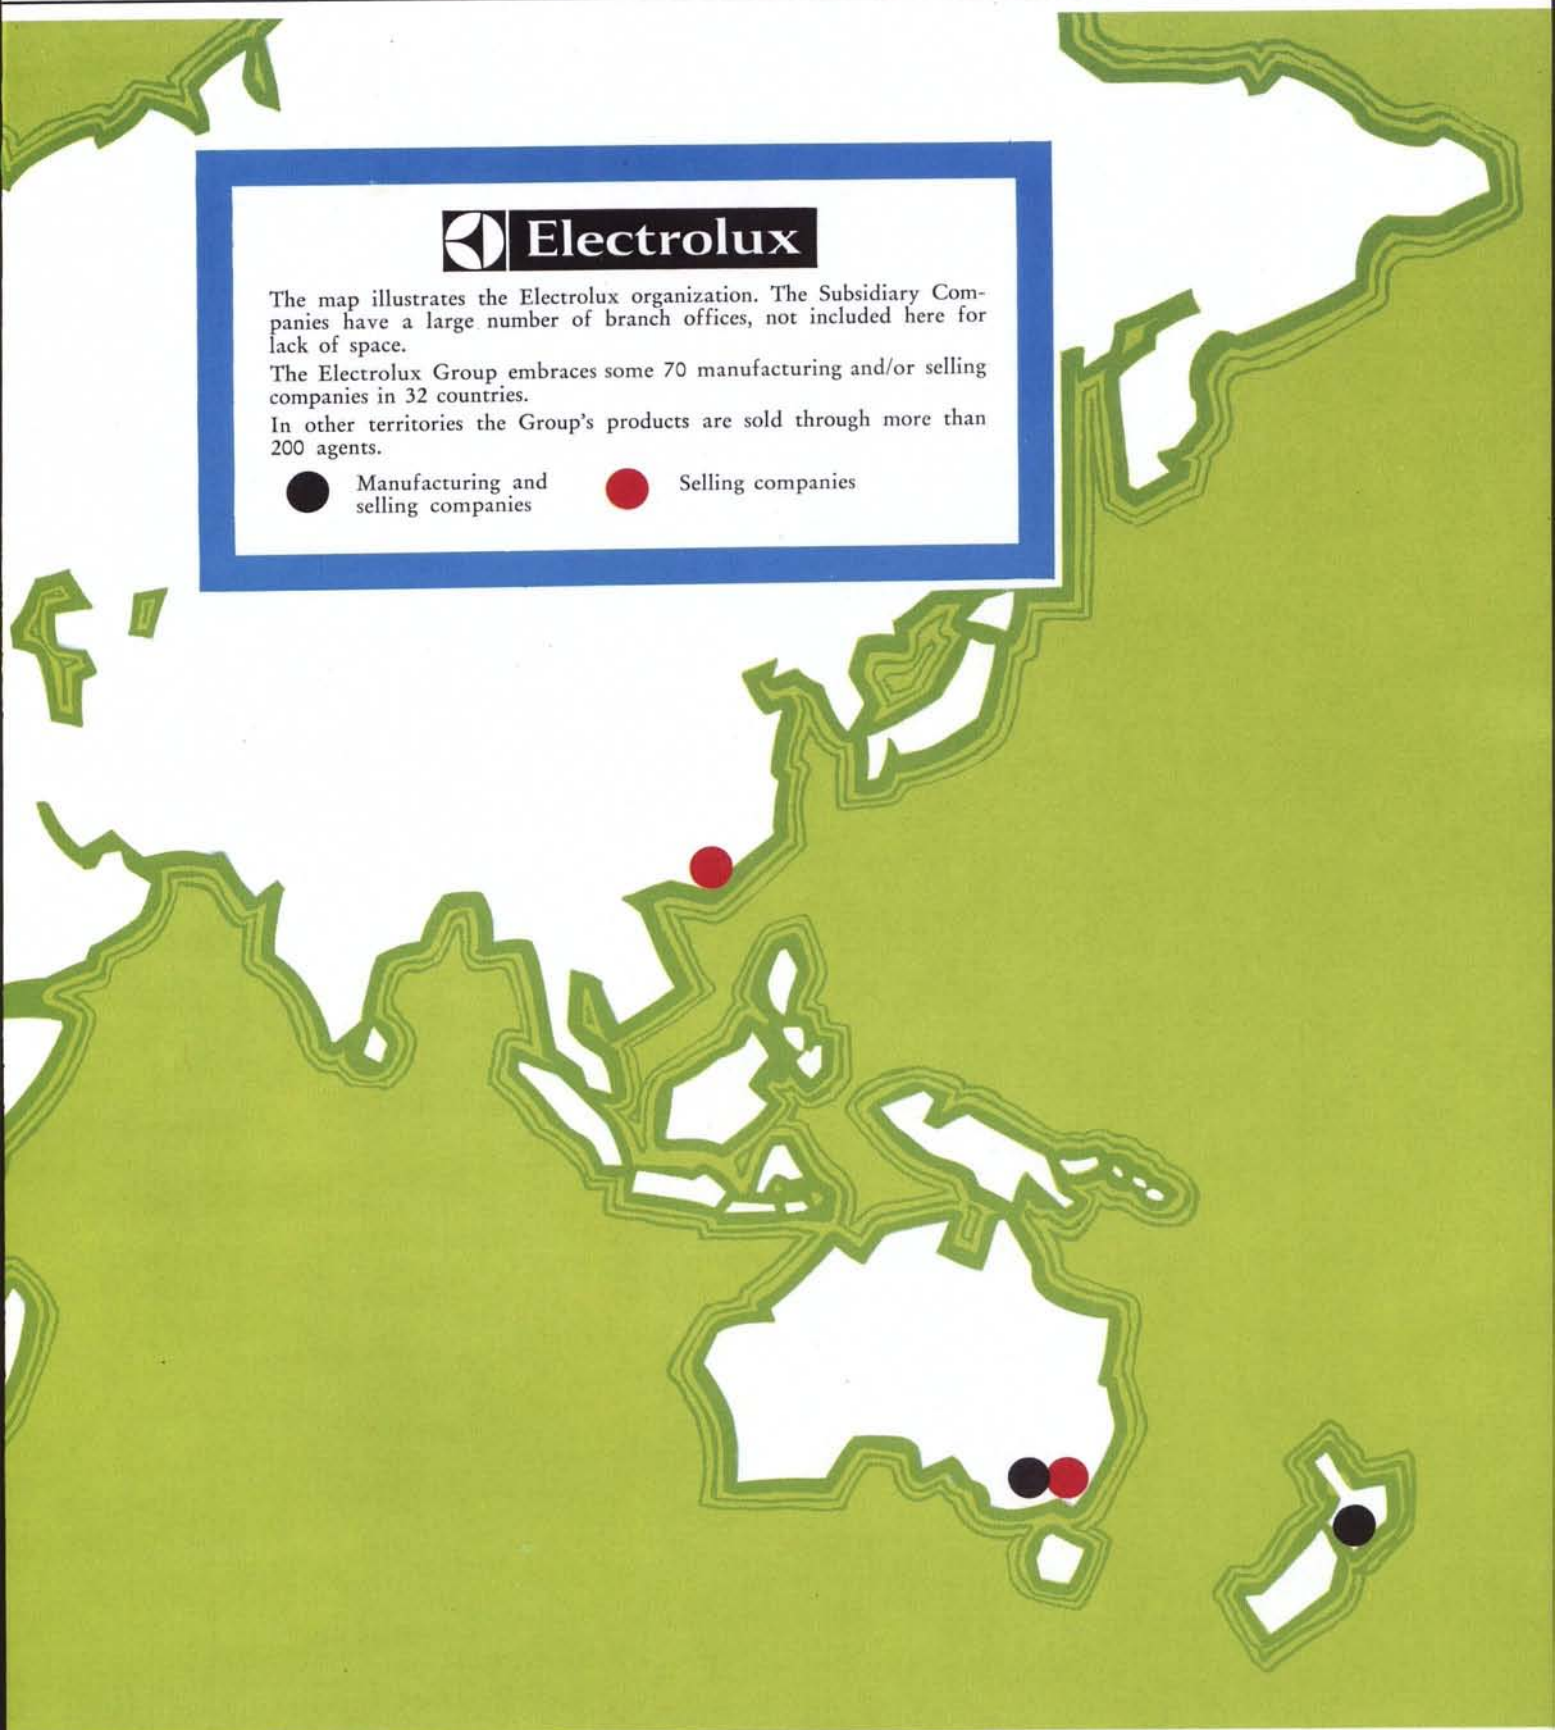 Electrolux
The map illustrates the Electrolux organization. The Subsidiary Com-
panies have a large number of branch offices, not included here for
lack of space.
The Electrolux Group embraces some 70 manufacturing and/or selling
companies in 32 countries.
In other territories the Group's products are sold through more than
200 agents.
Manufacturing and
selling companies
Selling companies